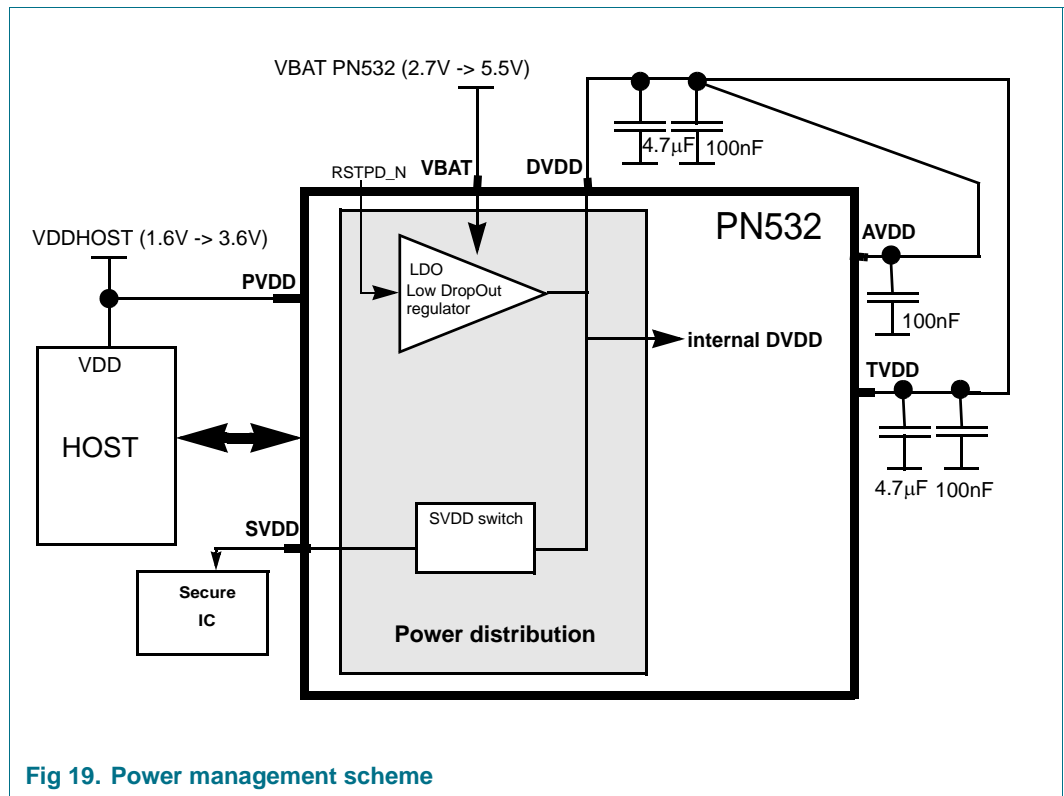 VBAT PN532 (2.7V -> 5.5V)
4.7μF
100nF
RSTPD_N
VBAT
DVDD
PN532
VDDHOST (1.6V -> 3.6V)
AVDD
PVDD
LDO
Low DropOut
regulator
100nF
internal DVDD
VDD
TVDD
HOST
4.7μF
100nF
SVDD
SVDD switch
Secure
IC
Power distribution
Fig 19. Power management scheme